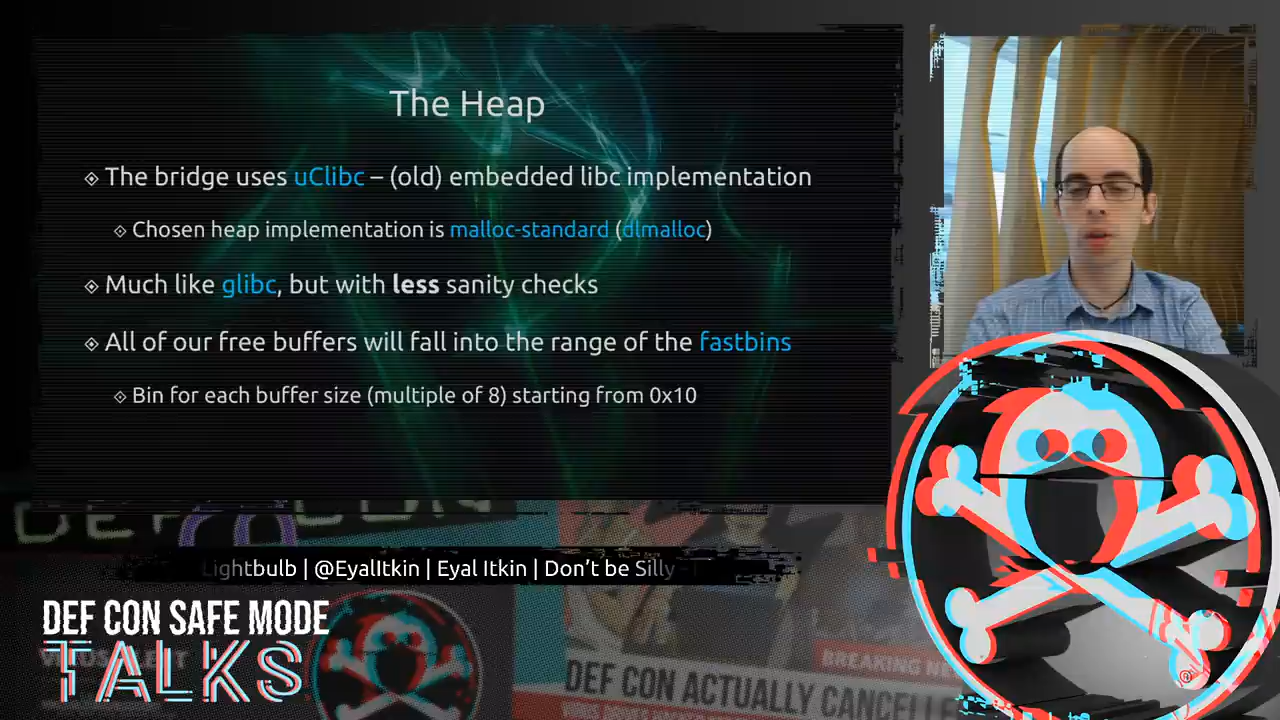 The Heap
The bridge uses uClibc – (old) embedded libc implementation
Chosen heap implementation is malloc-standard (dlmalloc)
Much like glibc, but with less sanity checks
All of our free buffers will fall into the range of the fastbins
Bin for each buffer size (multiple of 8) starting from 0x10
DEF CON
Lightbulb | @EyalItkin | Eyal Itkin | Don't be Silly -
DEF CON SAFE MODE
TALKS
BREAKING NE
DEF CON ACTUALLY CANCELLE